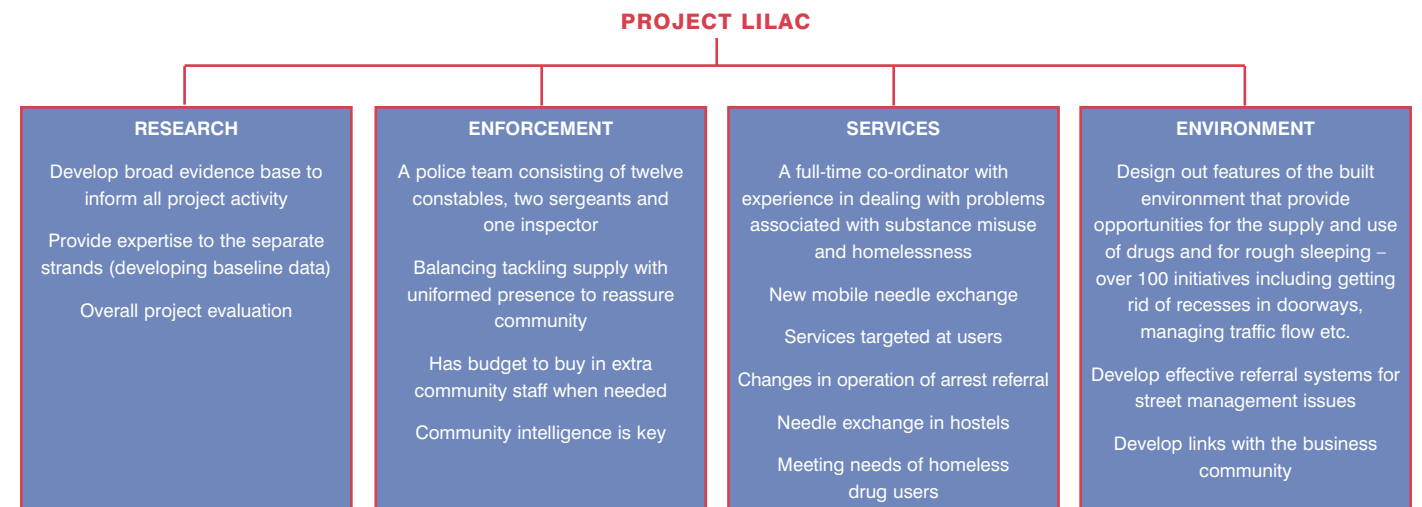 PROJECT LILAC
RESEARCH
Develop broad evidence base to
inform all project activity
Provide expertise to the separate
strands (developing baseline data)
Overall project evaluation
ENFORCEMENT
A police team consisting of twelve
constables, two sergeants and
one inspector
Balancing tackling supply with
uniformed presence to reassure
community
Has budget to buy in extra
community staff when needed
Community intelligence is key
SERVICES
A full-time co-ordinator with
experience in dealing with problems
associated with substance misuse
and homelessness
New mobile needle exchange
Services targeted at users
Changes in operation of arrest referral
Needle exchange in hostels
Meeting needs of homeless
drug users
ENVIRONMENT
Design out features of the built
environment that provide
opportunities for the supply and use
of drugs and for rough sleeping –
over 100 initiatives including getting
rid of recesses in doorways,
managing traffic flow etc.
Develop effective referral systems for
street management issues
Develop links with the business
community